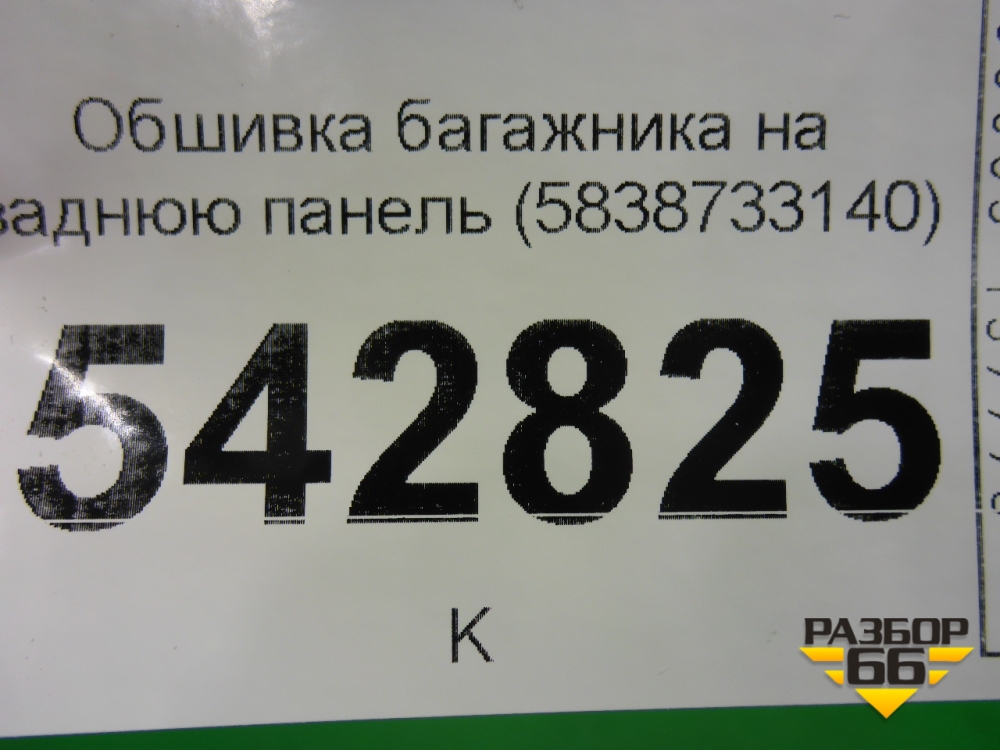 Обшивка багажника на
заднюю панель (5838733140)
542825
К
РАЗБОР
66